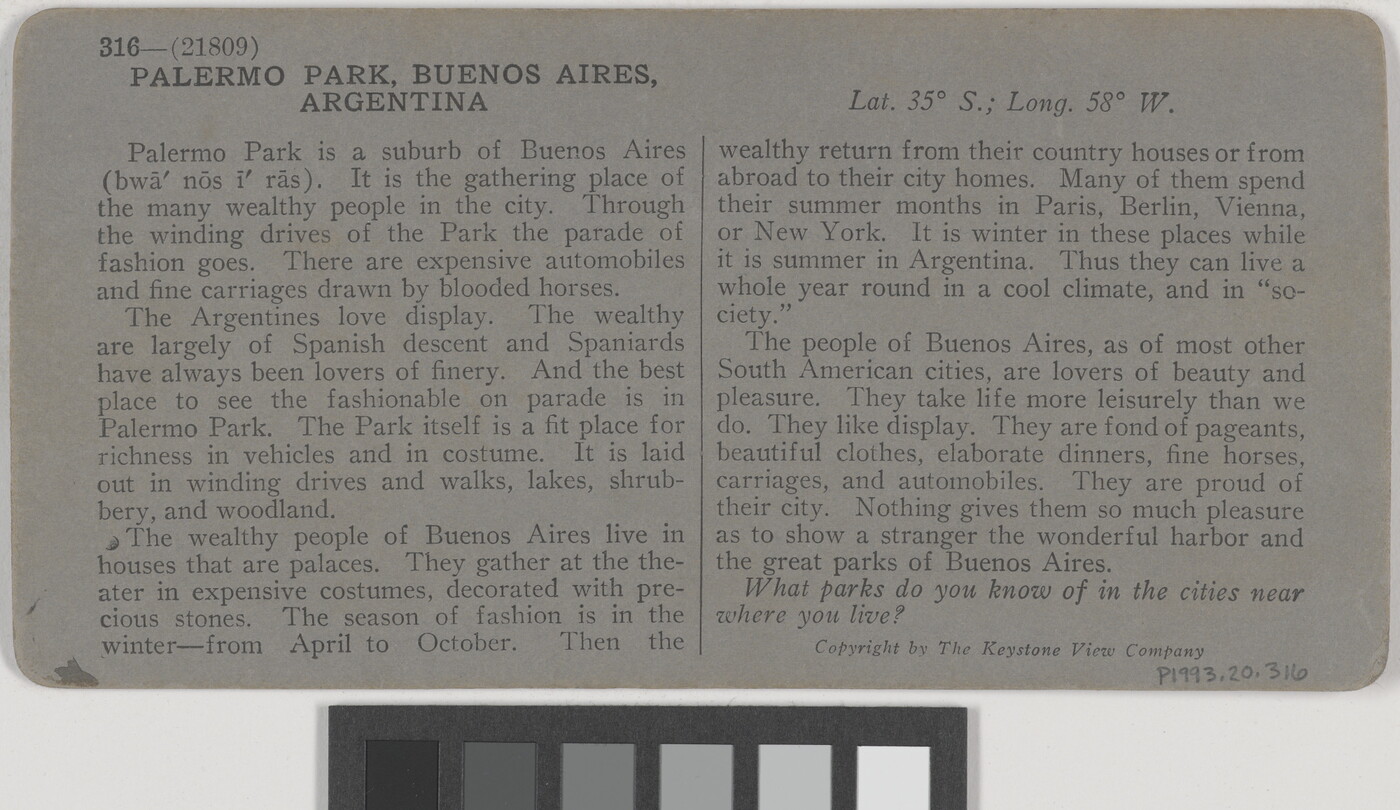 316—(21809)
PALERMO PARK, BUENOS AIRES,
ARGENTINA
Lat. 35° S.; Long. 58° W.
Palermo Park is a suburb of Buenos Aires
(bwā′ nōs ī′ rās). It is the gathering place of
the many wealthy people in the city. Through
the winding drives of the Park the parade of
fashion goes. There are expensive automobiles
and fine carriages drawn by blooded horses.
The Argentines love display. The wealthy
are largely of Spanish descent and Spaniards
have always been lovers of finery. And the best
place to see the fashionable on parade is in
Palermo Park. The Park itself is a fit place for
richness in vehicles and in costume. It is laid
out in winding drives and walks, lakes, shrub-
bery, and woodland.
The wealthy people of Buenos Aires live in
houses that are palaces. They gather at the the-
ater in expensive costumes, decorated with pre-
cious stones. The season of fashion is in the
winter—from April to October. Then the
wealthy return from their country houses or from
abroad to their city homes. Many of them spend
their summer months in Paris, Berlin, Vienna,
or New York. It is winter in these places while
it is summer in Argentina. Thus they can live a
whole year round in a cool climate, and in “so-
ciety.”
The people of Buenos Aires, as of most other
South American cities, are lovers of beauty and
pleasure. They take life more leisurely than we
do. They like display. They are fond of pageants,
beautiful clothes, elaborate dinners, fine horses,
carriages, and automobiles. They are proud of
their city. Nothing gives them so much pleasure
as to show a stranger the wonderful harbor and
the great parks of Buenos Aires.
What parks do you know of in the cities near
where you live?
Copyright by The Keystone View Company
P1993.20.316